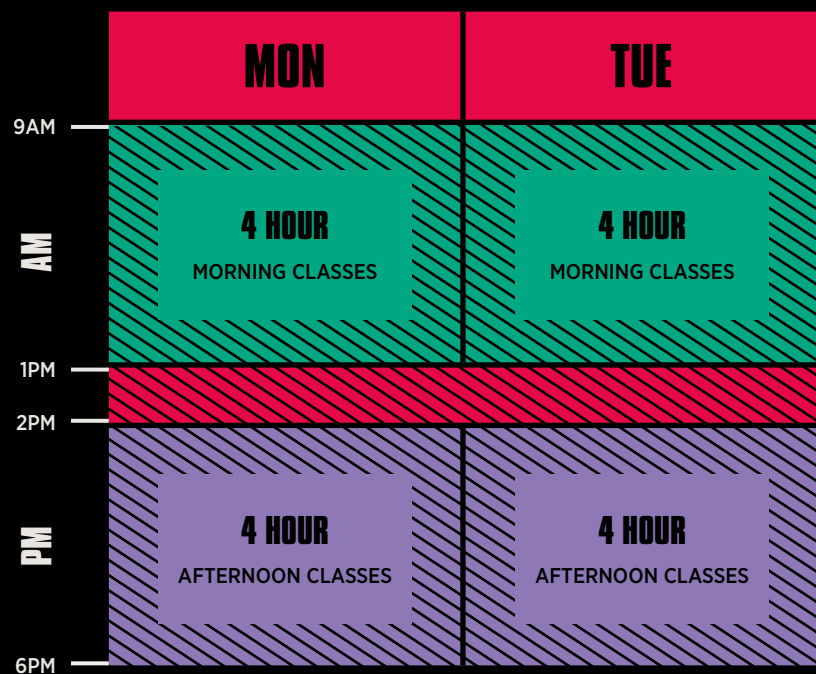 MON
TUE
9AM
AM
4 HOUR
MORNING CLASSES
4 HOUR
MORNING CLASSES
1PM
2PM
PM
4 HOUR
AFTERNOON CLASSES
4 HOUR
AFTERNOON CLASSES
6PM